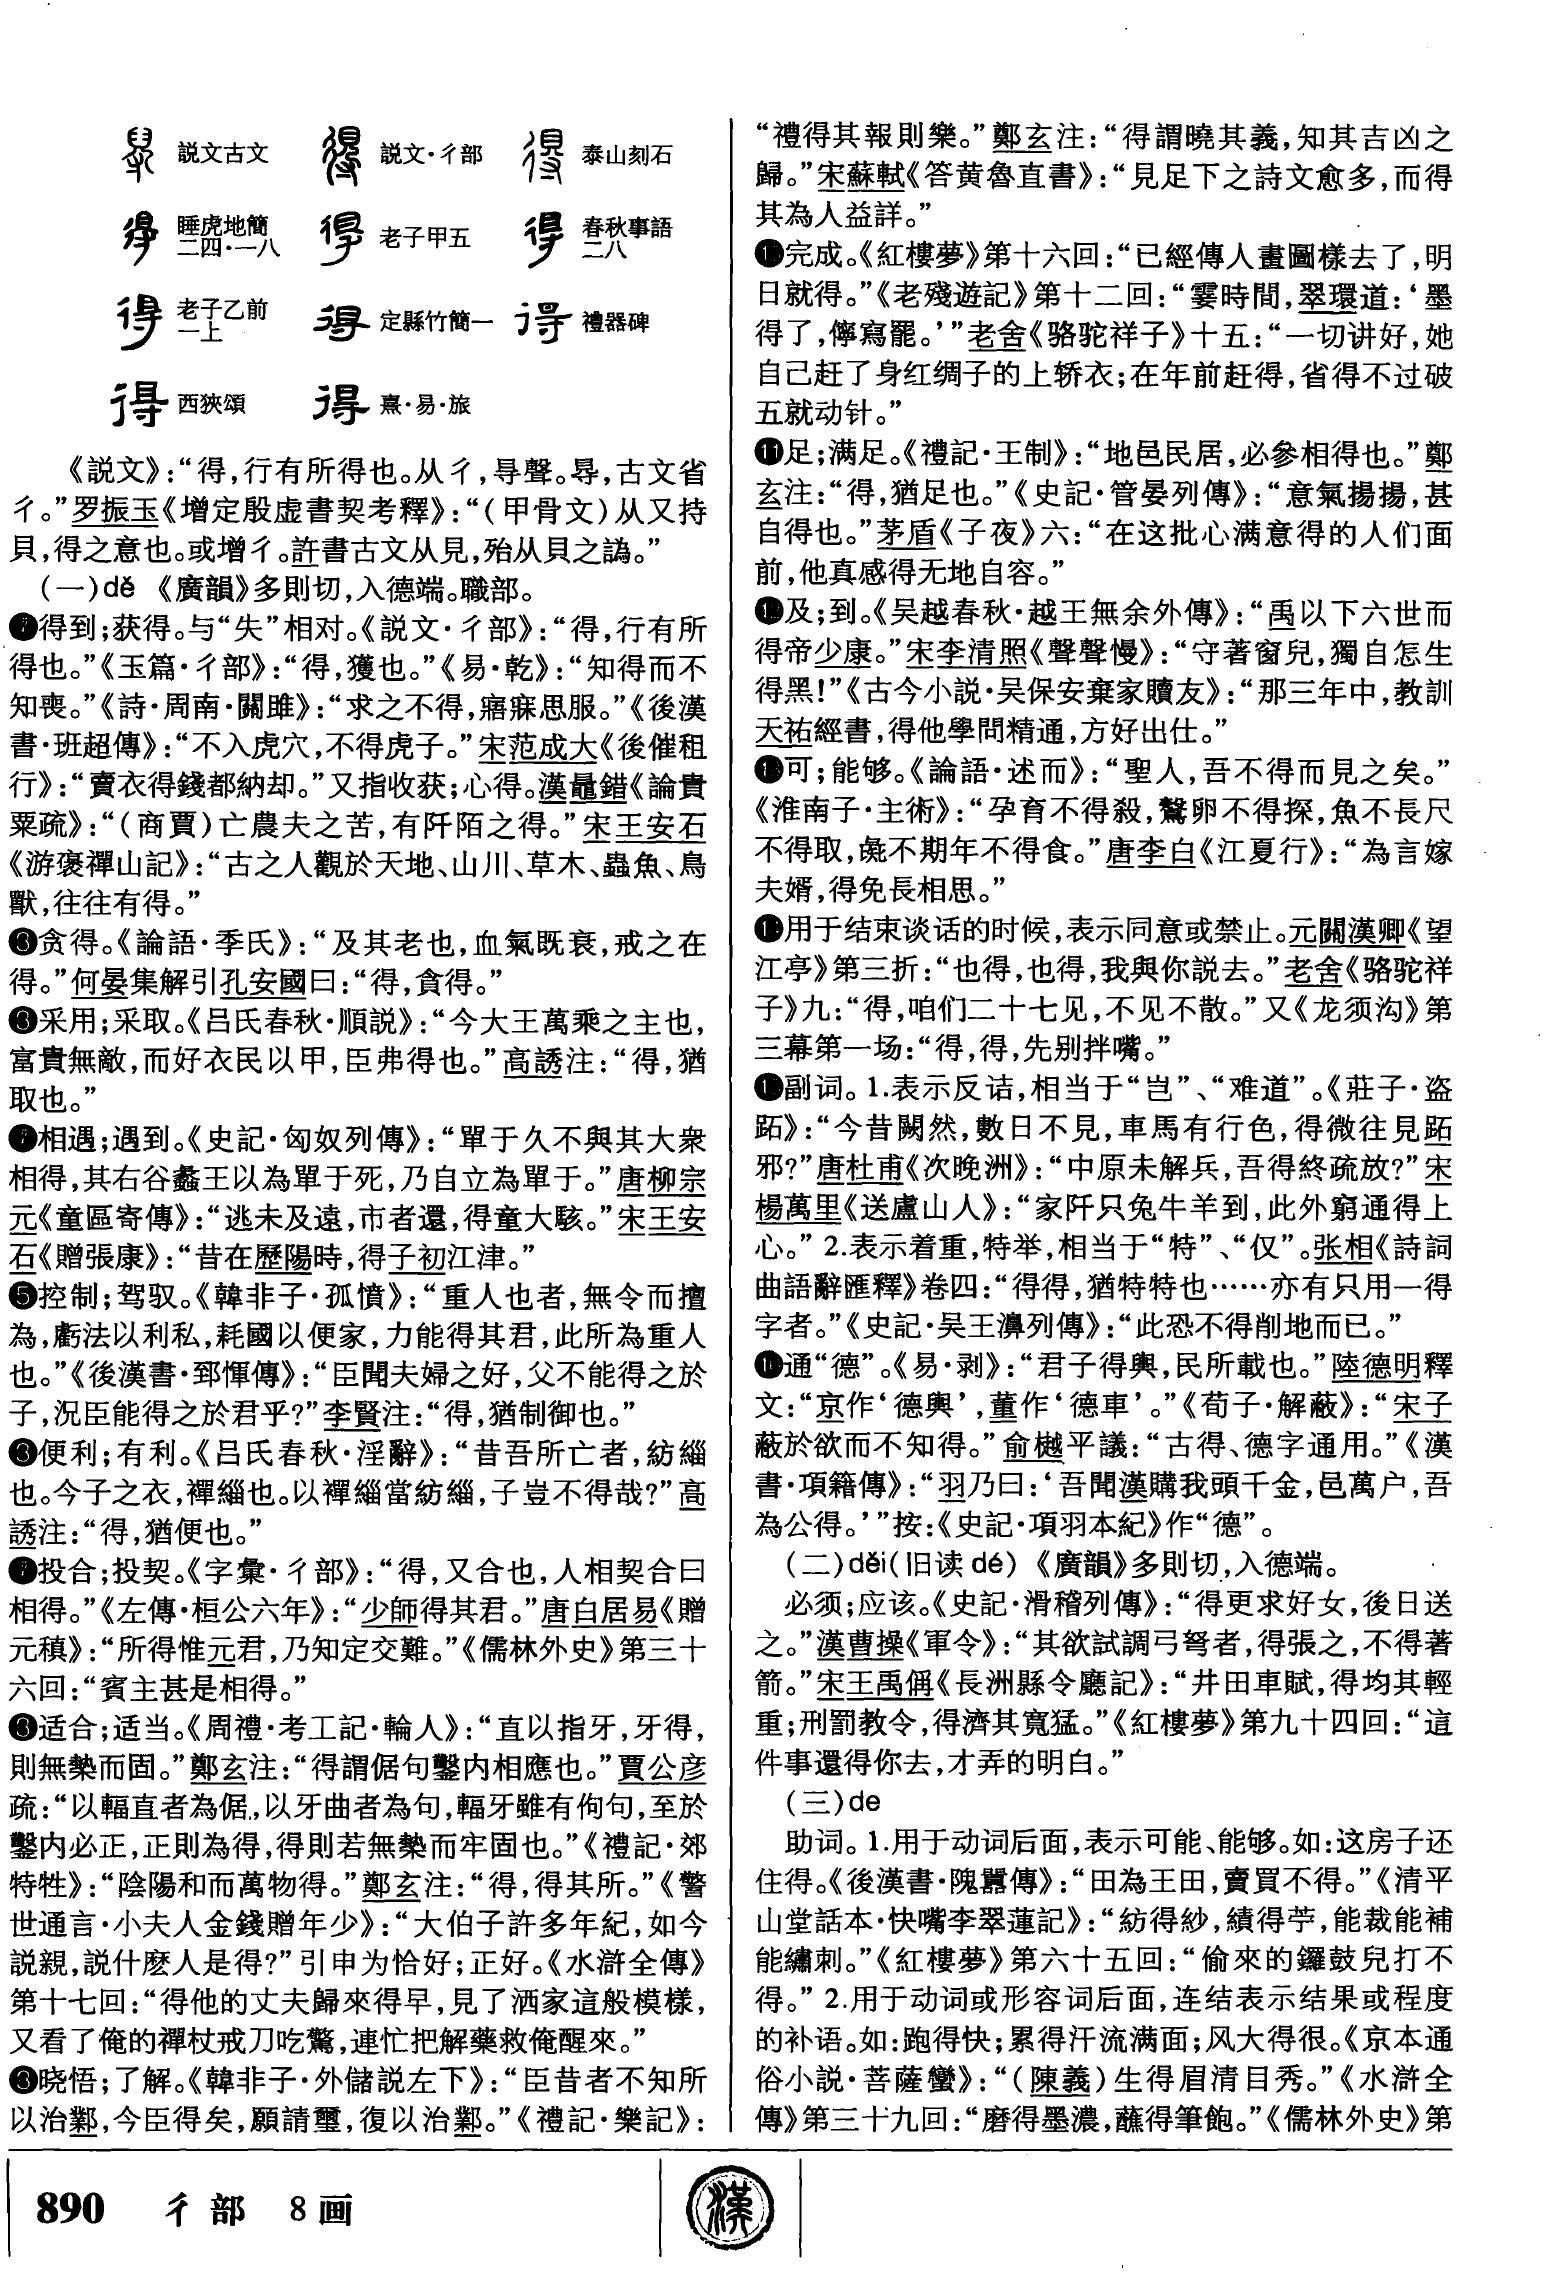 説文古文 説文·彳部 泰山刻石
睡虎地簡二四·一八 老子甲五 春秋事語二八
老子乙前一上 定縣竹簡一 禮器碑
西狹頌 熹·易·旅
《説文》：“得，行有所得也。从彳，㝵聲。㝵，古文省
彳。”罗振玉《增定殷虚書契考釋》：“（甲骨文）从又持
貝，得之意也。或增彳。許書古文从見，殆从貝之譌。”
（一）dě 《廣韻》多則切，入德端。職部。
得到；获得。与“失”相对。《説文·彳部》：“得，行有所
得也。”《玉篇·彳部》：“得，獲也。”《易·乾》：“知得而不
知喪。”《詩·周南·關雎》：“求之不得，寤寐思服。”《後漢
書·班超傳》：“不入虎穴，不得虎子。”宋范成大《後催租
行》：“賣衣得錢都納却。”又指收获；心得。漢鼂錯《論貴
粟疏》：“（商賈）亡農夫之苦，有阡陌之得。”宋王安石
《游褒禪山記》：“古之人觀於天地、山川、草木、蟲魚、鳥
獸，往往有得。”
❸贪得。《論語·季氏》：“及其老也，血氣既衰，戒之在
得。”何晏集解引孔安國曰：“得，貪得。”
❸采用；采取。《吕氏春秋·順説》：“今大王萬乘之主也，
富貴無敵，而好衣民以甲，臣弗得也。”高誘注：“得，猶
取也。”
❼相遇；遇到。《史記·匈奴列傳》：“單于久不與其大衆
相得，其右谷蠡王以為單于死，乃自立為單于。”唐柳宗
元《童區寄傳》：“逃未及遠，市者還，得童大駭。”宋王安
石《贈張康》：“昔在歷陽時，得子初江津。”
❺控制；驾驭。《韓非子·孤憤》：“重人也者，無令而擅
為，虧法以利私，耗國以便家，力能得其君，此所為重人
也。”《後漢書·郅惲傳》：“臣聞夫婦之好，父不能得之於
子，況臣能得之於君乎？”李賢注：“得，猶制御也。”
❸便利；有利。《吕氏春秋·淫辭》：“昔吾所亡者，紡緇
也。今子之衣，襌緇也。以襌緇當紡緇，子豈不得哉？”高
誘注：“得，猶便也。”
❼投合；投契。《字彙·彳部》：“得，又合也，人相契合曰
相得。”《左傳·桓公六年》：“少師得其君。”唐白居易《贈
元稹》：“所得惟元君，乃知定交難。”《儒林外史》第三十
六回：“賓主甚是相得。”
❸适合；适当。《周禮·考工記·輪人》：“直以指牙，牙得，
則無槷而固。”鄭玄注：“得謂倨句鑿内相應也。”賈公彦
疏：“以輻直者為倨，以牙曲者為句，輻牙雖有佝句，至於
鑿内必正，正則為得，得則若無槷而牢固也。”《禮記·郊
特牲》：“陰陽和而萬物得。”鄭玄注：“得，得其所。”《警
世通言·小夫人金錢贈年少》：“大伯子許多年紀，如今
説親，説什麽人是得？”引申为恰好；正好。《水滸全傳》
第十七回：“得他的丈夫歸來得早，見了洒家這般模樣，
又看了俺的禪杖戒刀吃驚，連忙把解藥救俺醒來。”
❸晓悟；了解。《韓非子·外儲説左下》：“臣昔者不知所
以治鄴，今臣得矣，願請璽，復以治鄴。”《禮記·樂記》：
“禮得其報則樂。”鄭玄注：“得謂曉其義，知其吉凶之
歸。”宋蘇軾《答黄魯直書》：“見足下之詩文愈多，而得
其為人益詳。”
完成。《紅樓夢》第十六回：“已經傳人畫圖樣去了，明
日就得。”《老殘遊記》第十二回：“霎時間，翠環道：‘墨
得了，儜寫罷。’”老舍《骆驼祥子》十五：“一切讲好，她
自己赶了身红绸子的上轿衣；在年前赶得，省得不过破
五就动针。”
⓫足；满足。《禮記·王制》：“地邑民居，必參相得也。”鄭
玄注：“得，猶足也。”《史記·管晏列傳》：“意氣揚揚，甚
自得也。”茅盾《子夜》六：“在这批心满意得的人们面
前，他真感得无地自容。”
及；到。《吴越春秋·越王無余外傳》：“禹以下六世而
得帝少康。”宋李清照《聲聲慢》：“守著窗兒，獨自怎生
得黑！”《古今小説·吴保安棄家贖友》：“那三年中，教訓
天祐經書，得他學問精通，方好出仕。”
可；能够。《論語·述而》：“聖人，吾不得而見之矣。”
《淮南子·主術》：“孕育不得殺，鷇卵不得探，魚不長尺
不得取，彘不期年不得食。”唐李白《江夏行》：“為言嫁
夫婿，得免長相思。”
用于结束谈话的时候，表示同意或禁止。元關漢卿《望
江亭》第三折：“也得，也得，我與你説去。”老舍《骆驼祥
子》九：“得，咱们二十七见，不见不散。”又《龙须沟》第
三幕第一场：“得，得，先别拌嘴。”
副词。1.表示反诘，相当于“岂”、“难道”。《莊子·盗
跖》：“今昔闕然，數日不見，車馬有行色，得微往見跖
邪？”唐杜甫《次晚洲》：“中原未解兵，吾得終疏放？”宋
楊萬里《送盧山人》：“家阡只兔牛羊到，此外窮通得上
心。”2.表示着重，特举，相当于“特”、“仅”。张相《詩詞
曲語辭匯釋》卷四：“得得，猶特特也……亦有只用一得
字者。”《史記·吴王濞列傳》：“此恐不得削地而已。”
通“德”。《易·剥》：“君子得輿，民所載也。”陸德明釋
文：“京作‘德輿’，董作‘德車’。”《荀子·解蔽》：“宋子
蔽於欲而不知得。”俞樾平議：“古得、德字通用。”《漢
書·項籍傳》：“羽乃曰：‘吾聞漢購我頭千金，邑萬户，吾
為公得。’”按：《史記·項羽本紀》作“德”。
（二）děi（旧读dé）《廣韻》多則切，入德端。
必须；应该。《史記·滑稽列傳》：“得更求好女，後日送
之。”漢曹操《軍令》：“其欲試調弓弩者，得張之，不得著
箭。”宋王禹偁《長洲縣令廳記》：“井田車賦，得均其輕
重；刑罰教令，得濟其寬猛。”《紅樓夢》第九十四回：“這
件事還得你去，才弄的明白。”
（三）de
助词。1.用于动词后面，表示可能、能够。如：这房子还
住得。《後漢書·隗囂傳》：“田為王田，賣買不得。”《清平
山堂話本·快嘴李翠蓮記》：“紡得紗，績得苧，能裁能補
能繡刺。”《紅樓夢》第六十五回：“偷來的鑼鼓兒打不
得。”2.用于动词或形容词后面，连结表示结果或程度
的补语。如：跑得快；累得汗流满面；风大得很。《京本通
俗小説·菩薩蠻》：“（陳義）生得眉清目秀。”《水滸全
傳》第三十九回：“磨得墨濃，蘸得筆飽。”《儒林外史》第
890 彳部 8画
漢